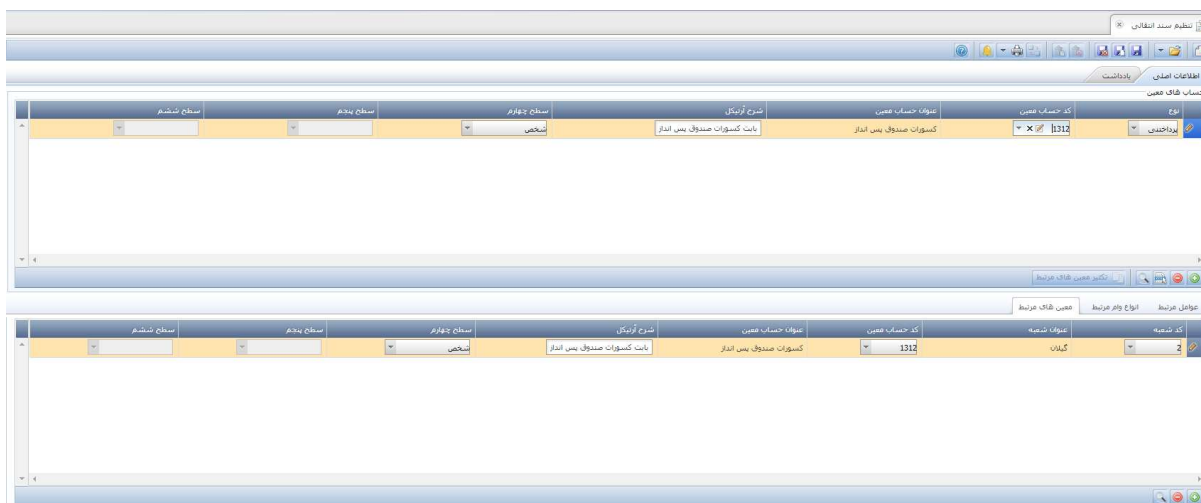 تنظیم سند انتقالی
اطلاعات اصلی یادداشت
حساب های معین
نوع کد حساب معین عنوان حساب معین شرح آرتیکل سطح چهارم سطح پنجم سطح ششم
پرداختنی 1312 کسورات صندوق پس انداز بابت کسورات صندوق پس انداز شخص
تکثیر معین های مرتبط
عوامل مرتبط انواع وام مرتبط معین های مرتبط
کد شعبه عنوان شعبه کد حساب معین عنوان حساب معین شرح آرتیکل سطح چهارم سطح پنجم سطح ششم
2 گیلان 1312 کسورات صندوق پس انداز بابت کسورات صندوق پس انداز شخص